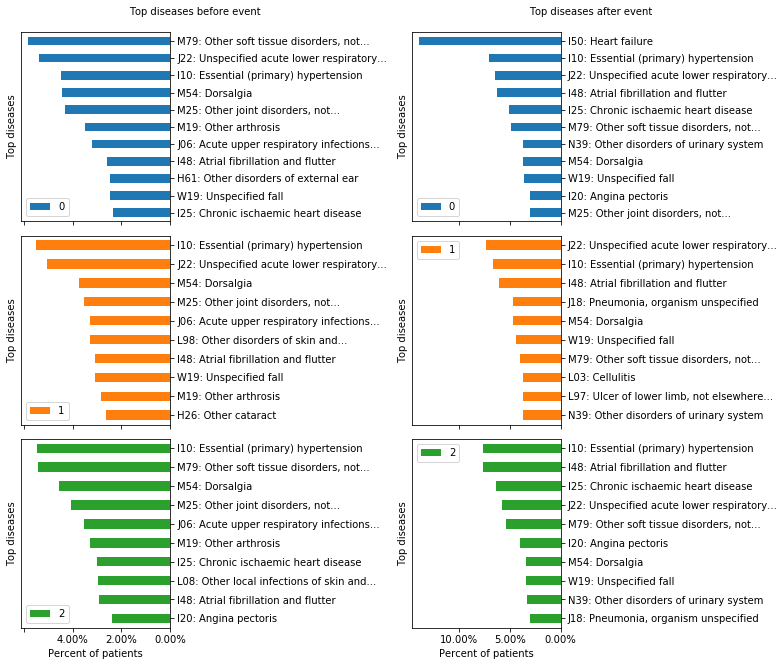 Top diseases before event
Top diseases
M79: Other soft tissue disorders, not...
J22: Unspecified acute lower respiratory...
I10: Essential (primary) hypertension
M54: Dorsalgia
M25: Other joint disorders, not...
M19: Other arthrosis
J06: Acute upper respiratory infections...
I48: Atrial fibrillation and flutter
H61: Other disorders of external ear
W19: Unspecified fall
I25: Chronic ischaemic heart disease
0
Top diseases after event
Top diseases
I50: Heart failure
I10: Essential (primary) hypertension
J22: Unspecified acute lower respiratory...
I48: Atrial fibrillation and flutter
I25: Chronic ischaemic heart disease
M79: Other soft tissue disorders, not...
N39: Other disorders of urinary system
M54: Dorsalgia
W19: Unspecified fall
I20: Angina pectoris
M25: Other joint disorders, not...
0
Top diseases
I10: Essential (primary) hypertension
J22: Unspecified acute lower respiratory...
M54: Dorsalgia
M25: Other joint disorders, not...
J06: Acute upper respiratory infections...
L98: Other disorders of skin and...
I48: Atrial fibrillation and flutter
W19: Unspecified fall
M19: Other arthrosis
H26: Other cataract
1
Top diseases
1
J22: Unspecified acute lower respiratory...
I10: Essential (primary) hypertension
I48: Atrial fibrillation and flutter
J18: Pneumonia, organism unspecified
M54: Dorsalgia
W19: Unspecified fall
M79: Other soft tissue disorders, not...
L03: Cellulitis
L97: Ulcer of lower limb, not elsewhere...
N39: Other disorders of urinary system
Top diseases
I10: Essential (primary) hypertension
M79: Other soft tissue disorders, not...
M54: Dorsalgia
M25: Other joint disorders, not...
J06: Acute upper respiratory infections...
M19: Other arthrosis
I25: Chronic ischaemic heart disease
L08: Other local infections of skin and...
I48: Atrial fibrillation and flutter
I20: Angina pectoris
2
4.00% 2.00% 0.00%
Percent of patients
Top diseases
2
I10: Essential (primary) hypertension
I48: Atrial fibrillation and flutter
I25: Chronic ischaemic heart disease
J22: Unspecified acute lower respiratory...
M79: Other soft tissue disorders, not...
I20: Angina pectoris
M54: Dorsalgia
W19: Unspecified fall
N39: Other disorders of urinary system
J18: Pneumonia, organism unspecified
10.00% 5.00% 0.00%
Percent of patients